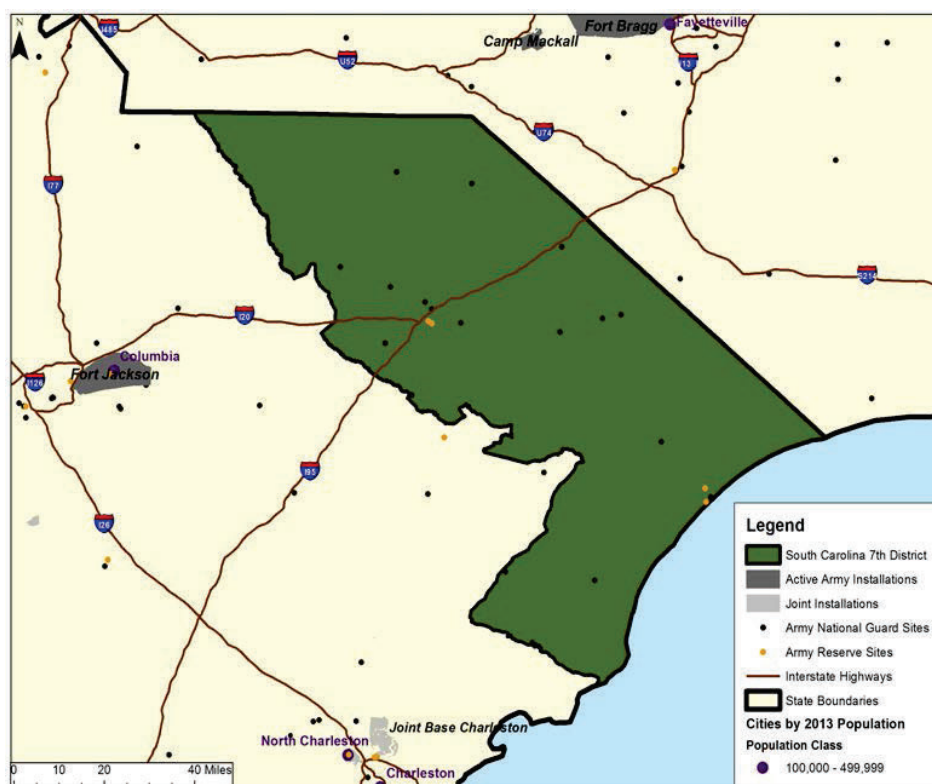 N
I485
Camp Mackall
Fort Bragg
Fayetteville
U52
I13
U74
I77
S214
I20
Columbia
Fort Jackson
I126
I95
I26
Legend
South Carolina 7th District
Active Army Installations
Joint Installations
Army National Guard Sites
Army Reserve Sites
Interstate Highways
State Boundaries
Cities by 2013 Population
Population Class
100,000 - 499,999
Joint Base Charleston
North Charleston
Charleston
0 10 20 40 Miles